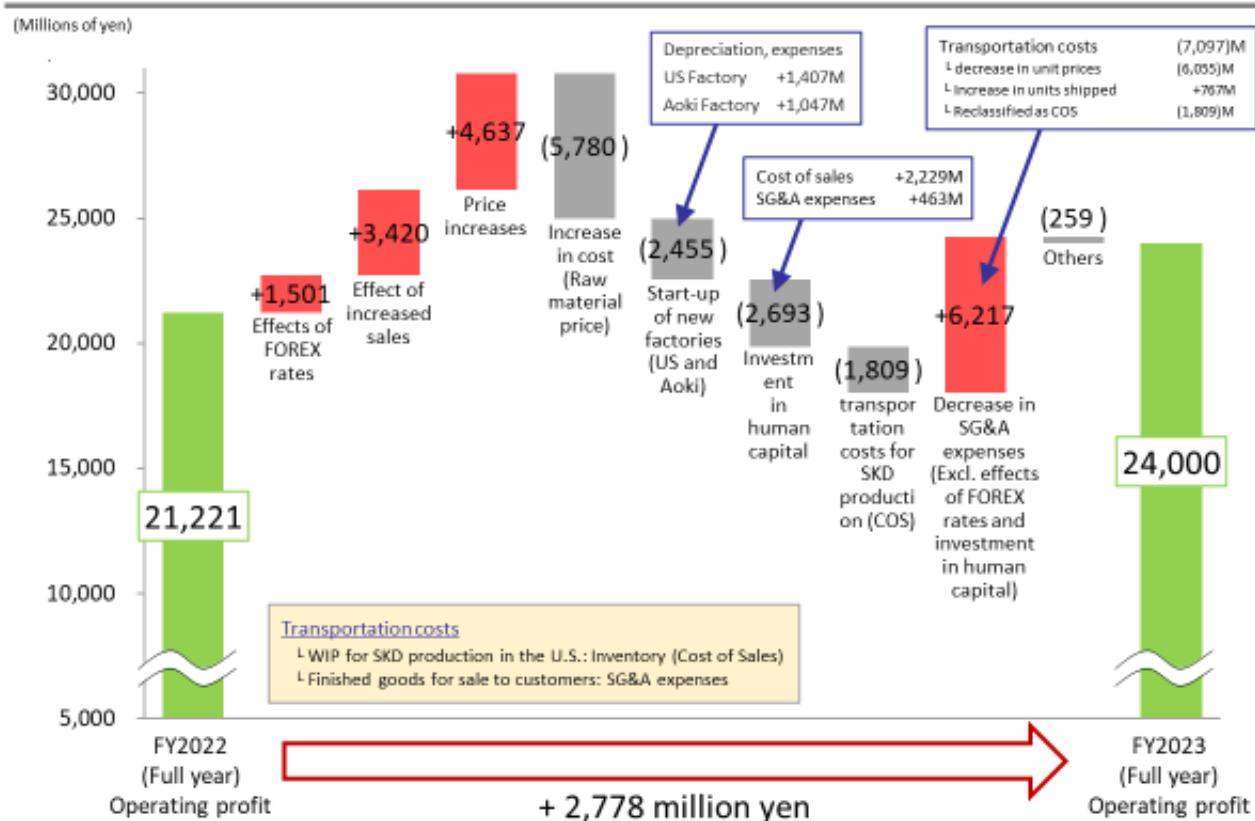 (Millions of yen)
30,000
25,000
20,000
15,000
10,000
5,000
21,221
FY2022
(Full year)
Operating profit
+1,501
Effects of
FOREX
rates
+3,420
Effect of
increased
sales
+4,637
Price
increases
(5,780 )
Increase
in cost
(Raw
material
price)
Depreciation, expenses
US Factory +1,407M
Aoki Factory +1,047M
(2,455 )
Start-up
of new
factories
(US and
Aoki)
Cost of sales +2,229M
SG&A expenses +463M
(2,693 )
Investm
ent
in
human
capital
(1,809 )
transpor
tation
costs for
SKD
producti
on (COS)
Transportation costs (7,097)M
└ decrease in unit prices (6,055)M
└ Increase in units shipped +767M
└ Reclassified as COS (1,809)M
+6,217
Decrease in
SG&A
expenses
(Excl. effects
of FOREX
rates and
investment
in human
capital)
(259 )
Others
24,000
FY2023
(Full year)
Operating profit
Transportation costs
└ WIP for SKD production in the U.S.: Inventory (Cost of Sales)
└ Finished goods for sale to customers: SG&A expenses
+ 2,778 million yen